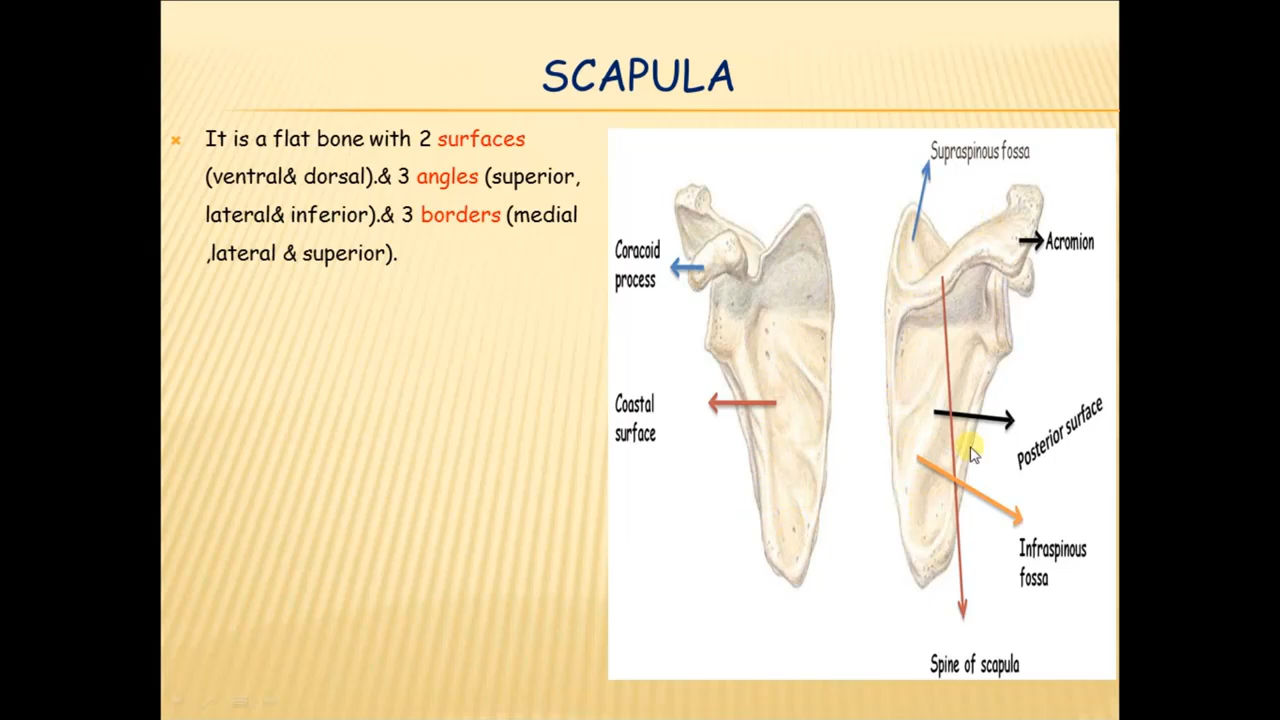 SCAPULA
It is a flat bone with 2 surfaces
(ventral& dorsal).& 3 angles (superior,
lateral& inferior).& 3 borders (medial
,lateral & superior).
Supraspinous fossa
Coracoid
process
Acromion
Coastal
surface
Posterior surface
Infraspinous
fossa
Spine of scapula